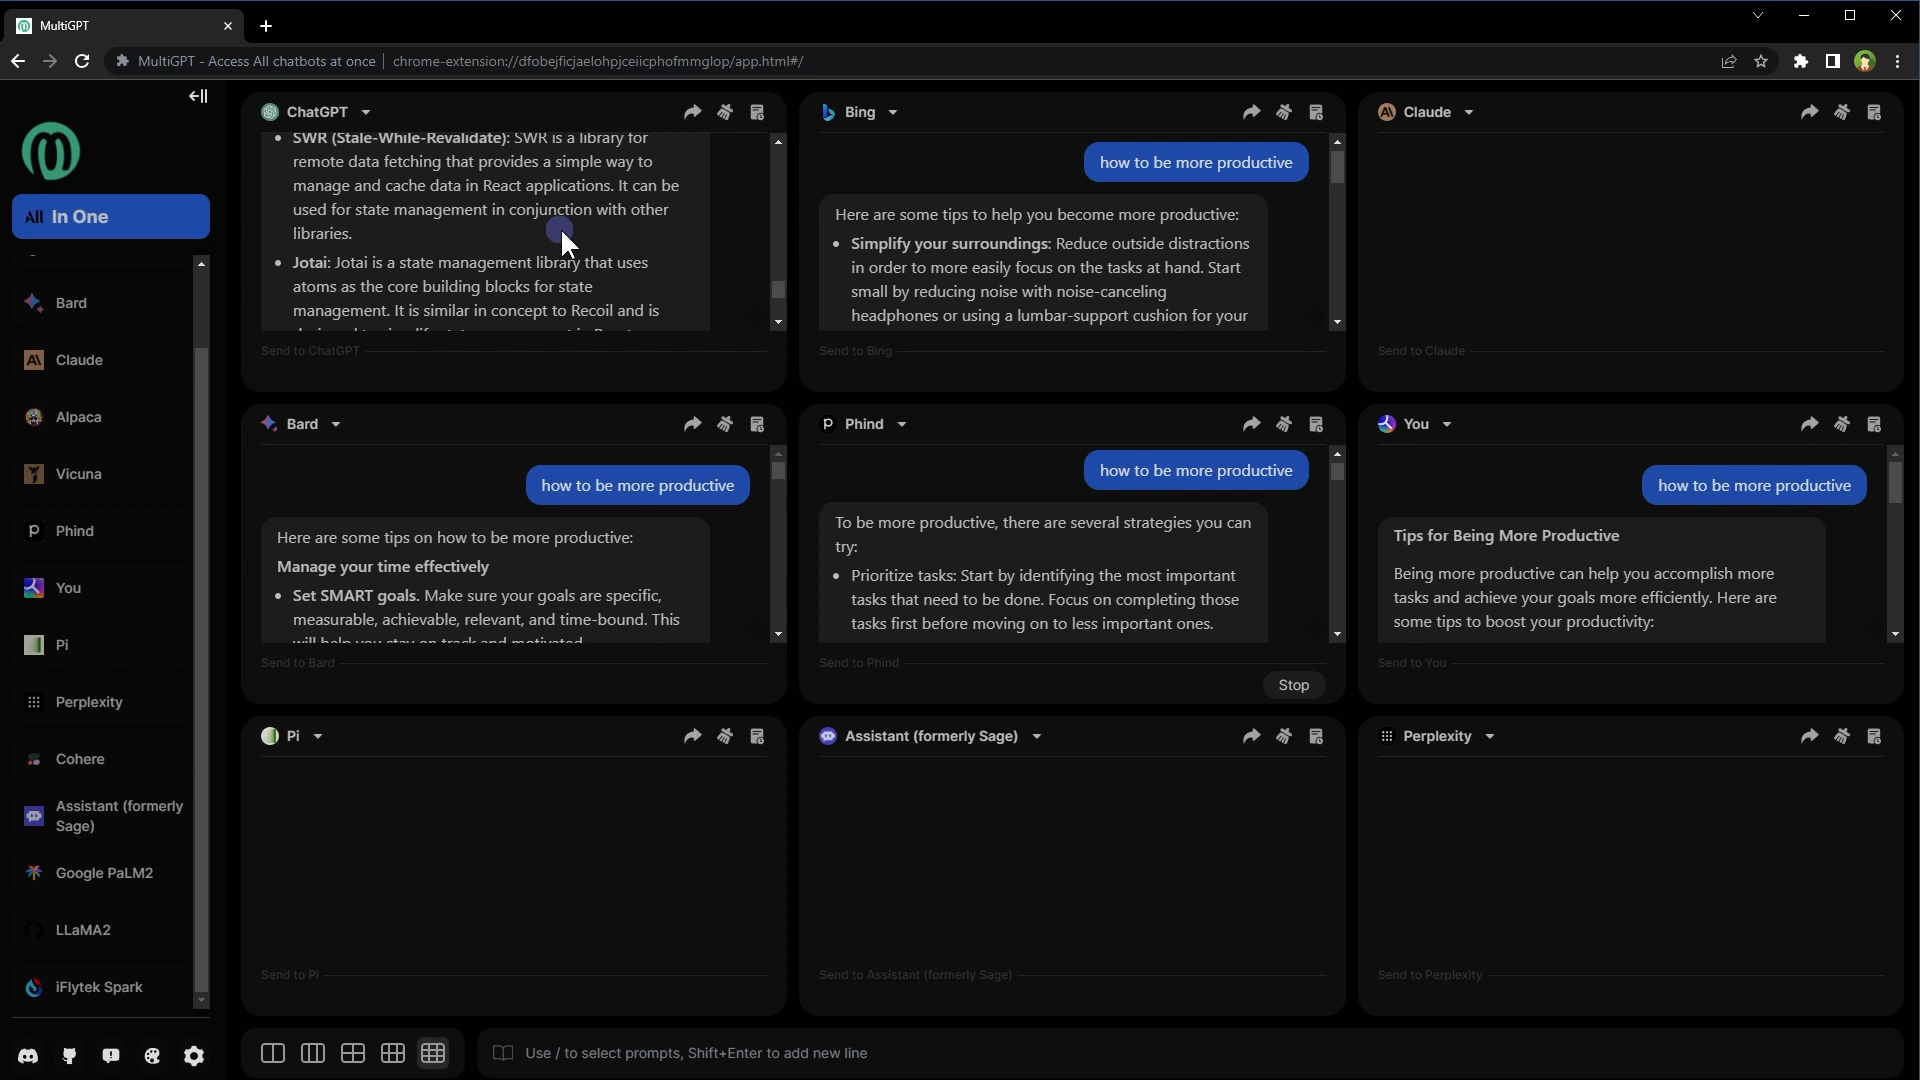 MultiGPT
MultiGPT - Access All chatbots at once
chrome-extension://dfobejficjaelohpjceiicphofmmglop/app.html#/
All In One
Bard
Claude
Alpaca
Vicuna
Phind
You
Pi
Perplexity
Cohere
Assistant (formerly
Sage)
Google PaLM2
LLaMA2
iFlytek Spark
ChatGPT
SWR (Stale-While-Revalidate): SWR is a library for
remote data fetching that provides a simple way to
manage and cache data in React applications. It can be
used for state management in conjunction with other
libraries.
Jotai: Jotai is a state management library that uses
atoms as the core building blocks for state
management. It is similar in concept to Recoil and is
Send to ChatGPT
Bing
how to be more productive
Here are some tips to help you become more productive:
Simplify your surroundings: Reduce outside distractions
in order to more easily focus on the tasks at hand. Start
small by reducing noise with noise-canceling
headphones or using a lumbar-support cushion for your
Send to Bing
Claude
Send to Claude
Bard
how to be more productive
Here are some tips on how to be more productive:
Manage your time effectively
Set SMART goals. Make sure your goals are specific,
measurable, achievable, relevant, and time-bound. This
will help you stay on track and motivated.
Send to Bard
Phind
how to be more productive
To be more productive, there are several strategies you can
try:
Prioritize tasks: Start by identifying the most important
tasks that need to be done. Focus on completing those
tasks first before moving on to less important ones.
Send to Phind
Stop
You
how to be more productive
Tips for Being More Productive
Being more productive can help you accomplish more
tasks and achieve your goals more efficiently. Here are
some tips to boost your productivity:
Send to You
Pi
Send to Pi
Assistant (formerly Sage)
Send to Assistant (formerly Sage)
Perplexity
Send to Perplexity
Use / to select prompts, Shift+Enter to add new line